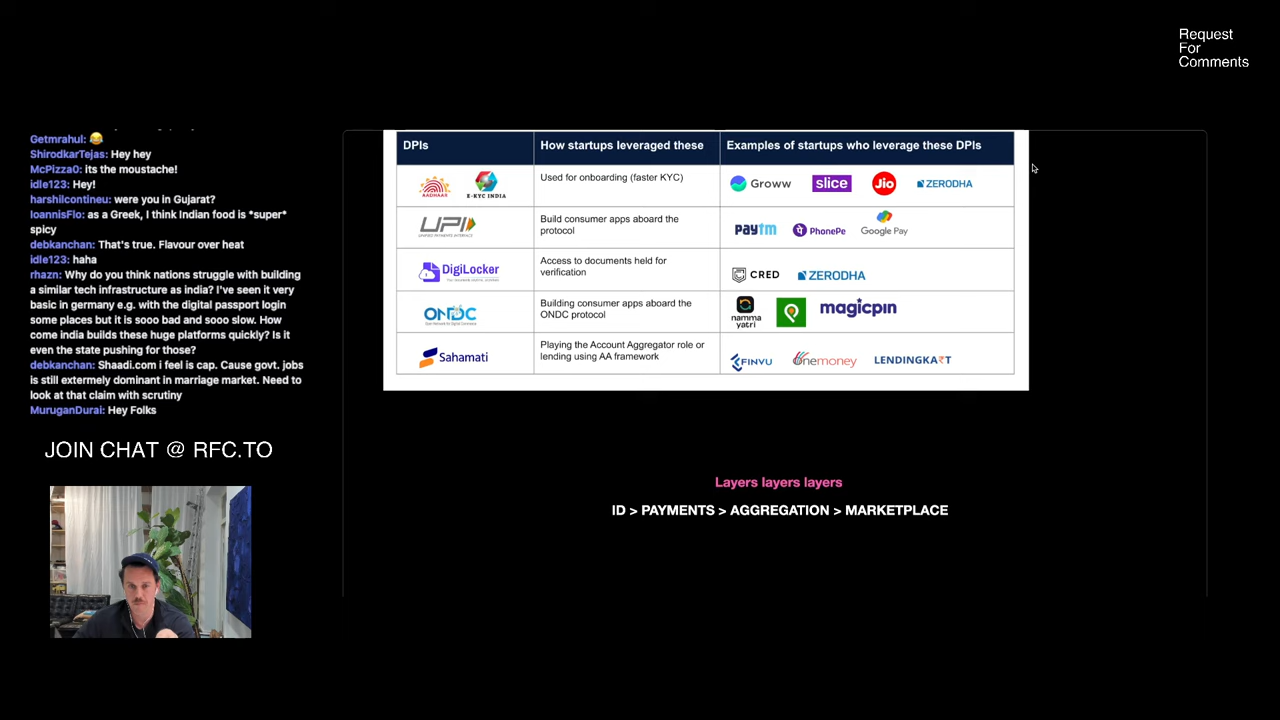 Request
For
Comments
Getmrahul: 😂
ShirodkarTejas: Hey hey
McPizza0: its the moustache!
idle123: Hey!
harshilcontineu: were you in Gujarat?
IoannisFlo: as a Greek, I think Indian food is *super*
spicy
debkanchan: That's true. Flavour over heat
idle123: haha
rhazn: Why do you think nations struggle with building
a similar tech infrastructure as india? I've seen it very
basic in germany e.g. with the digital passport login
some places but it is sooo bad and sooo slow. How
come india builds these huge platforms quickly? Is it
even the state pushing for those?
debkanchan: Shaadi.com i feel is cap. Cause govt. jobs
is still extermely dominant in marriage market. Need to
look at that claim with scrutiny
MuruganDurai: Hey Folks
JOIN CHAT @ RFC.TO
DPIs How startups leveraged these Examples of startups who leverage these DPIs
AADHAAR E-KYC INDIA Used for onboarding (faster KYC) Groww slice Jio ZERODHA
UPI UNIFIED PAYMENTS INTERFACE Build consumer apps aboard the
protocol paytm PhonePe Google Pay
DigiLocker Access to documents held for
verification CRED ZERODHA
ONDC Open Network for Digital Commerce Building consumer apps aboard the
ONDC protocol namma
yatri magicpin
Sahamati Playing the Account Aggregator role or
lending using AA framework FINVU Onemoney LENDINGKART
Layers layers layers
ID > PAYMENTS > AGGREGATION > MARKETPLACE